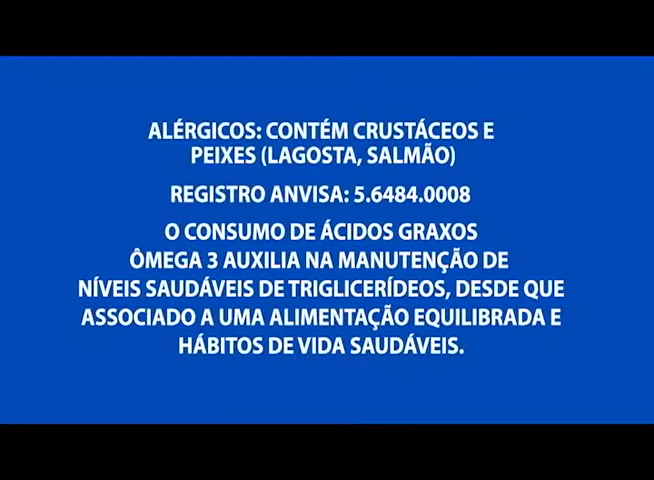 ALÉRGICOS: CONTÉM CRUSTÁCEOS E
PEIXES (LAGOSTA, SALMÃO)
REGISTRO ANVISA: 5.6484.0008
O CONSUMO DE ÁCIDOS GRAXOS
ÔMEGA 3 AUXILIA NA MANUTENÇÃO DE
NÍVEIS SAUDÁVEIS DE TRIGLICERÍDEOS, DESDE QUE
ASSOCIADO A UMA ALIMENTAÇÃO EQUILIBRADA E
HÁBITOS DE VIDA SAUDÁVEIS.